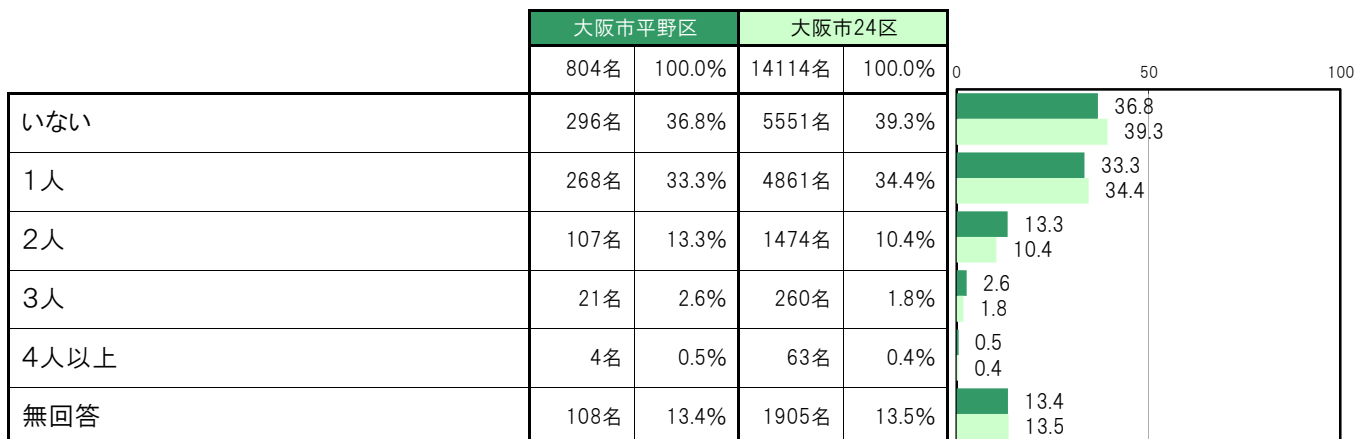 大阪市平野区 大阪市24区
804名 100.0% 14114名 100.0% 0 50 100
いない 296名 36.8% 5551名 39.3% 36.8
39.3
1人 268名 33.3% 4861名 34.4% 33.3
34.4
2人 107名 13.3% 1474名 10.4% 13.3
10.4
3人 21名 2.6% 260名 1.8% 2.6
1.8
4人以上 4名 0.5% 63名 0.4% 0.5
0.4
無回答 108名 13.4% 1905名 13.5% 13.4
13.5